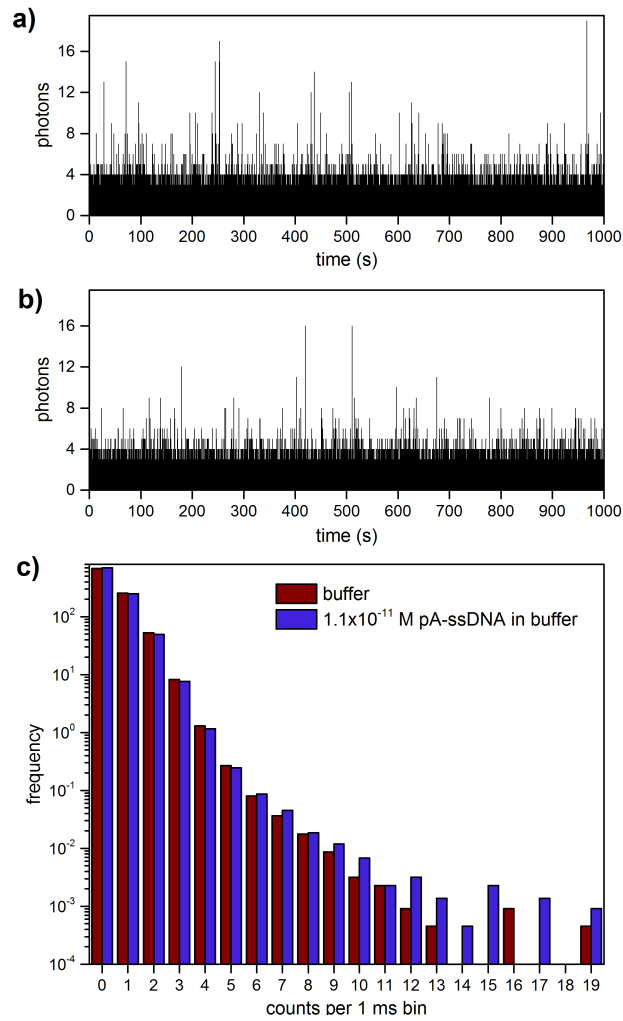 a)
photons
16
12
8
4
0
0 100 200 300 400 500 600 700 800 900 1000
time (s)
b)
photons
16
12
8
4
0
0 100 200 300 400 500 600 700 800 900 1000
time (s)
c)
buffer
1.1x10⁻¹¹ M pA-ssDNA in buffer
frequency
10²
10¹
10⁰
10⁻¹
10⁻²
10⁻³
10⁻⁴
0 1 2 3 4 5 6 7 8 9 10 11 12 13 14 15 16 17 18 19
counts per 1 ms bin